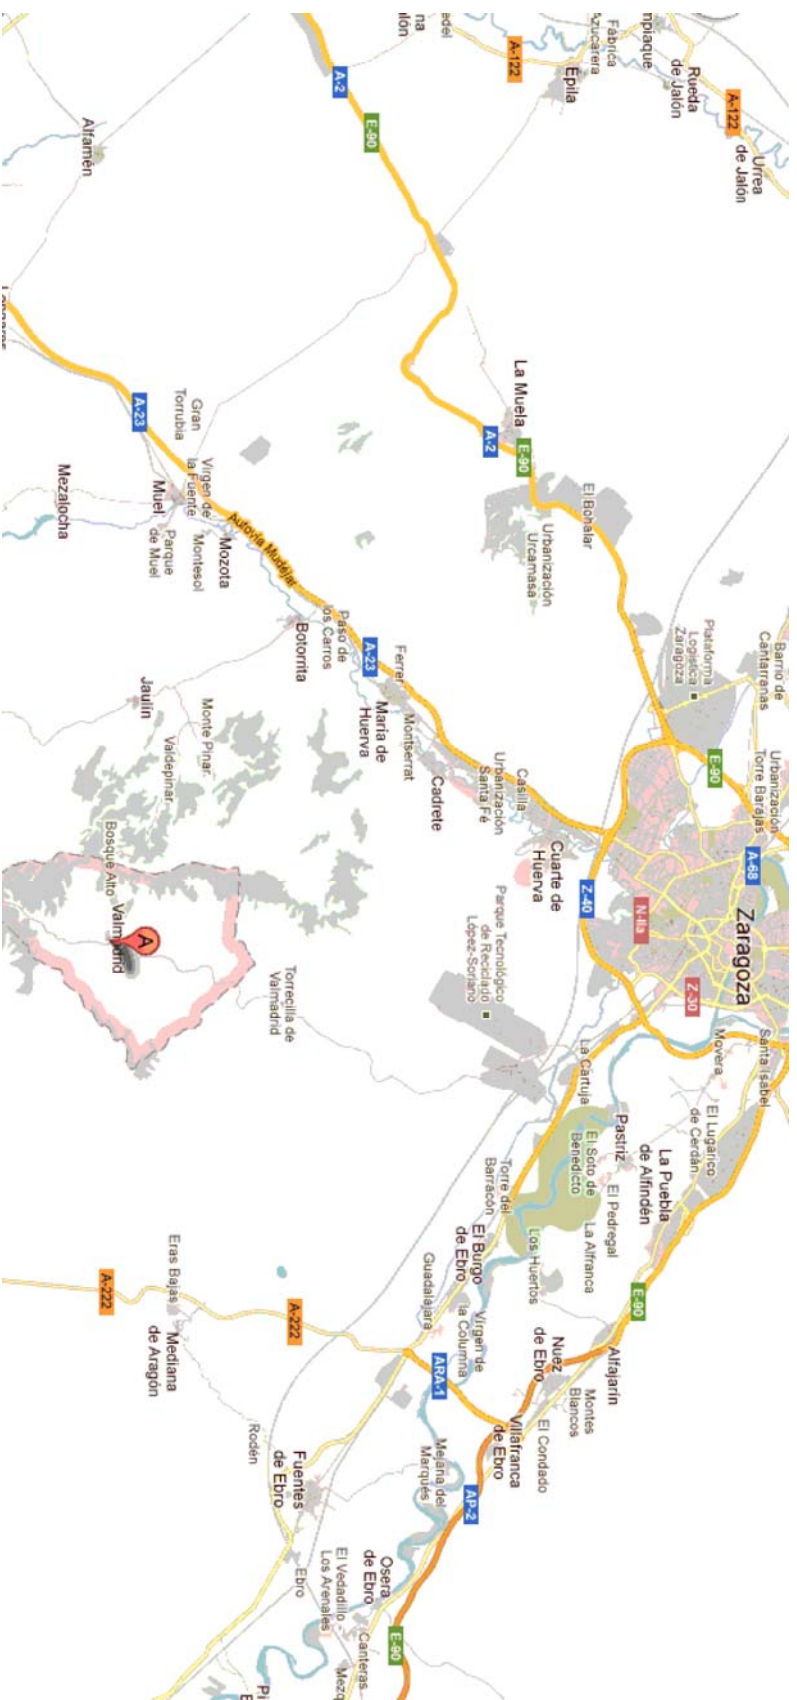 Urrea
de Jalón
A-122
Rueda
de Jalón
Fábrica
Azucarera
Épila
A-122
Barrio de
Cantarranas
Urbanización
Torre Barajas
A-68
Zaragoza
Santa Isabel
Movera
E-90
Plataforma
Logística
Zaragoza
Z-30
N-IIa
El Lugarico
de Cerdán
La Puebla
de Alfindén
Pastriz
El Pedregal
E-90
Alfajarín
La Alfranca
El Soto de
Benedicto
La Cartuja
Z-40
El Bohalar
Montes
Blancos
Nuez
de Ebro
El Condado
Los Huertos
Cuarte de
Huerva
Urbanización
Urcamasa
La Muela
E-90
A-2
Casilla
Urbanización
Santa Fé
Parque Tecnológico
de Reciclado
López-Soriano
Torre del
Barracón
El Burgo
de Ebro
Virgen de
la Columna
Villafranca
de Ebro
AP-2
Cadrete
Montserrat
Ferrer
María de
Huerva
A-23
Guadalajara
ARA-1
Mejana del
Marqués
Osera
de Ebro
E-90
E-90
A-2
Paso de
los Carros
Botorrita
El Vedadillo -
Los Arenales
Canteras
Autovía Mudéjar
Torrecilla de
Valmadrid
A-222
Fuentes
de Ebro
Ebro
Rodén
Mozota
Montesol
Virgen de
la Fuente
Gran
Torrubia
Muel
Parque
de Muel
Monte Pinar
Valdepinar
Jaulín
A
Valmadrid
Bosque Alto
Eras Bajas
Mediana
de Aragón
A-222
A-23
Alfamén
Mezalocha